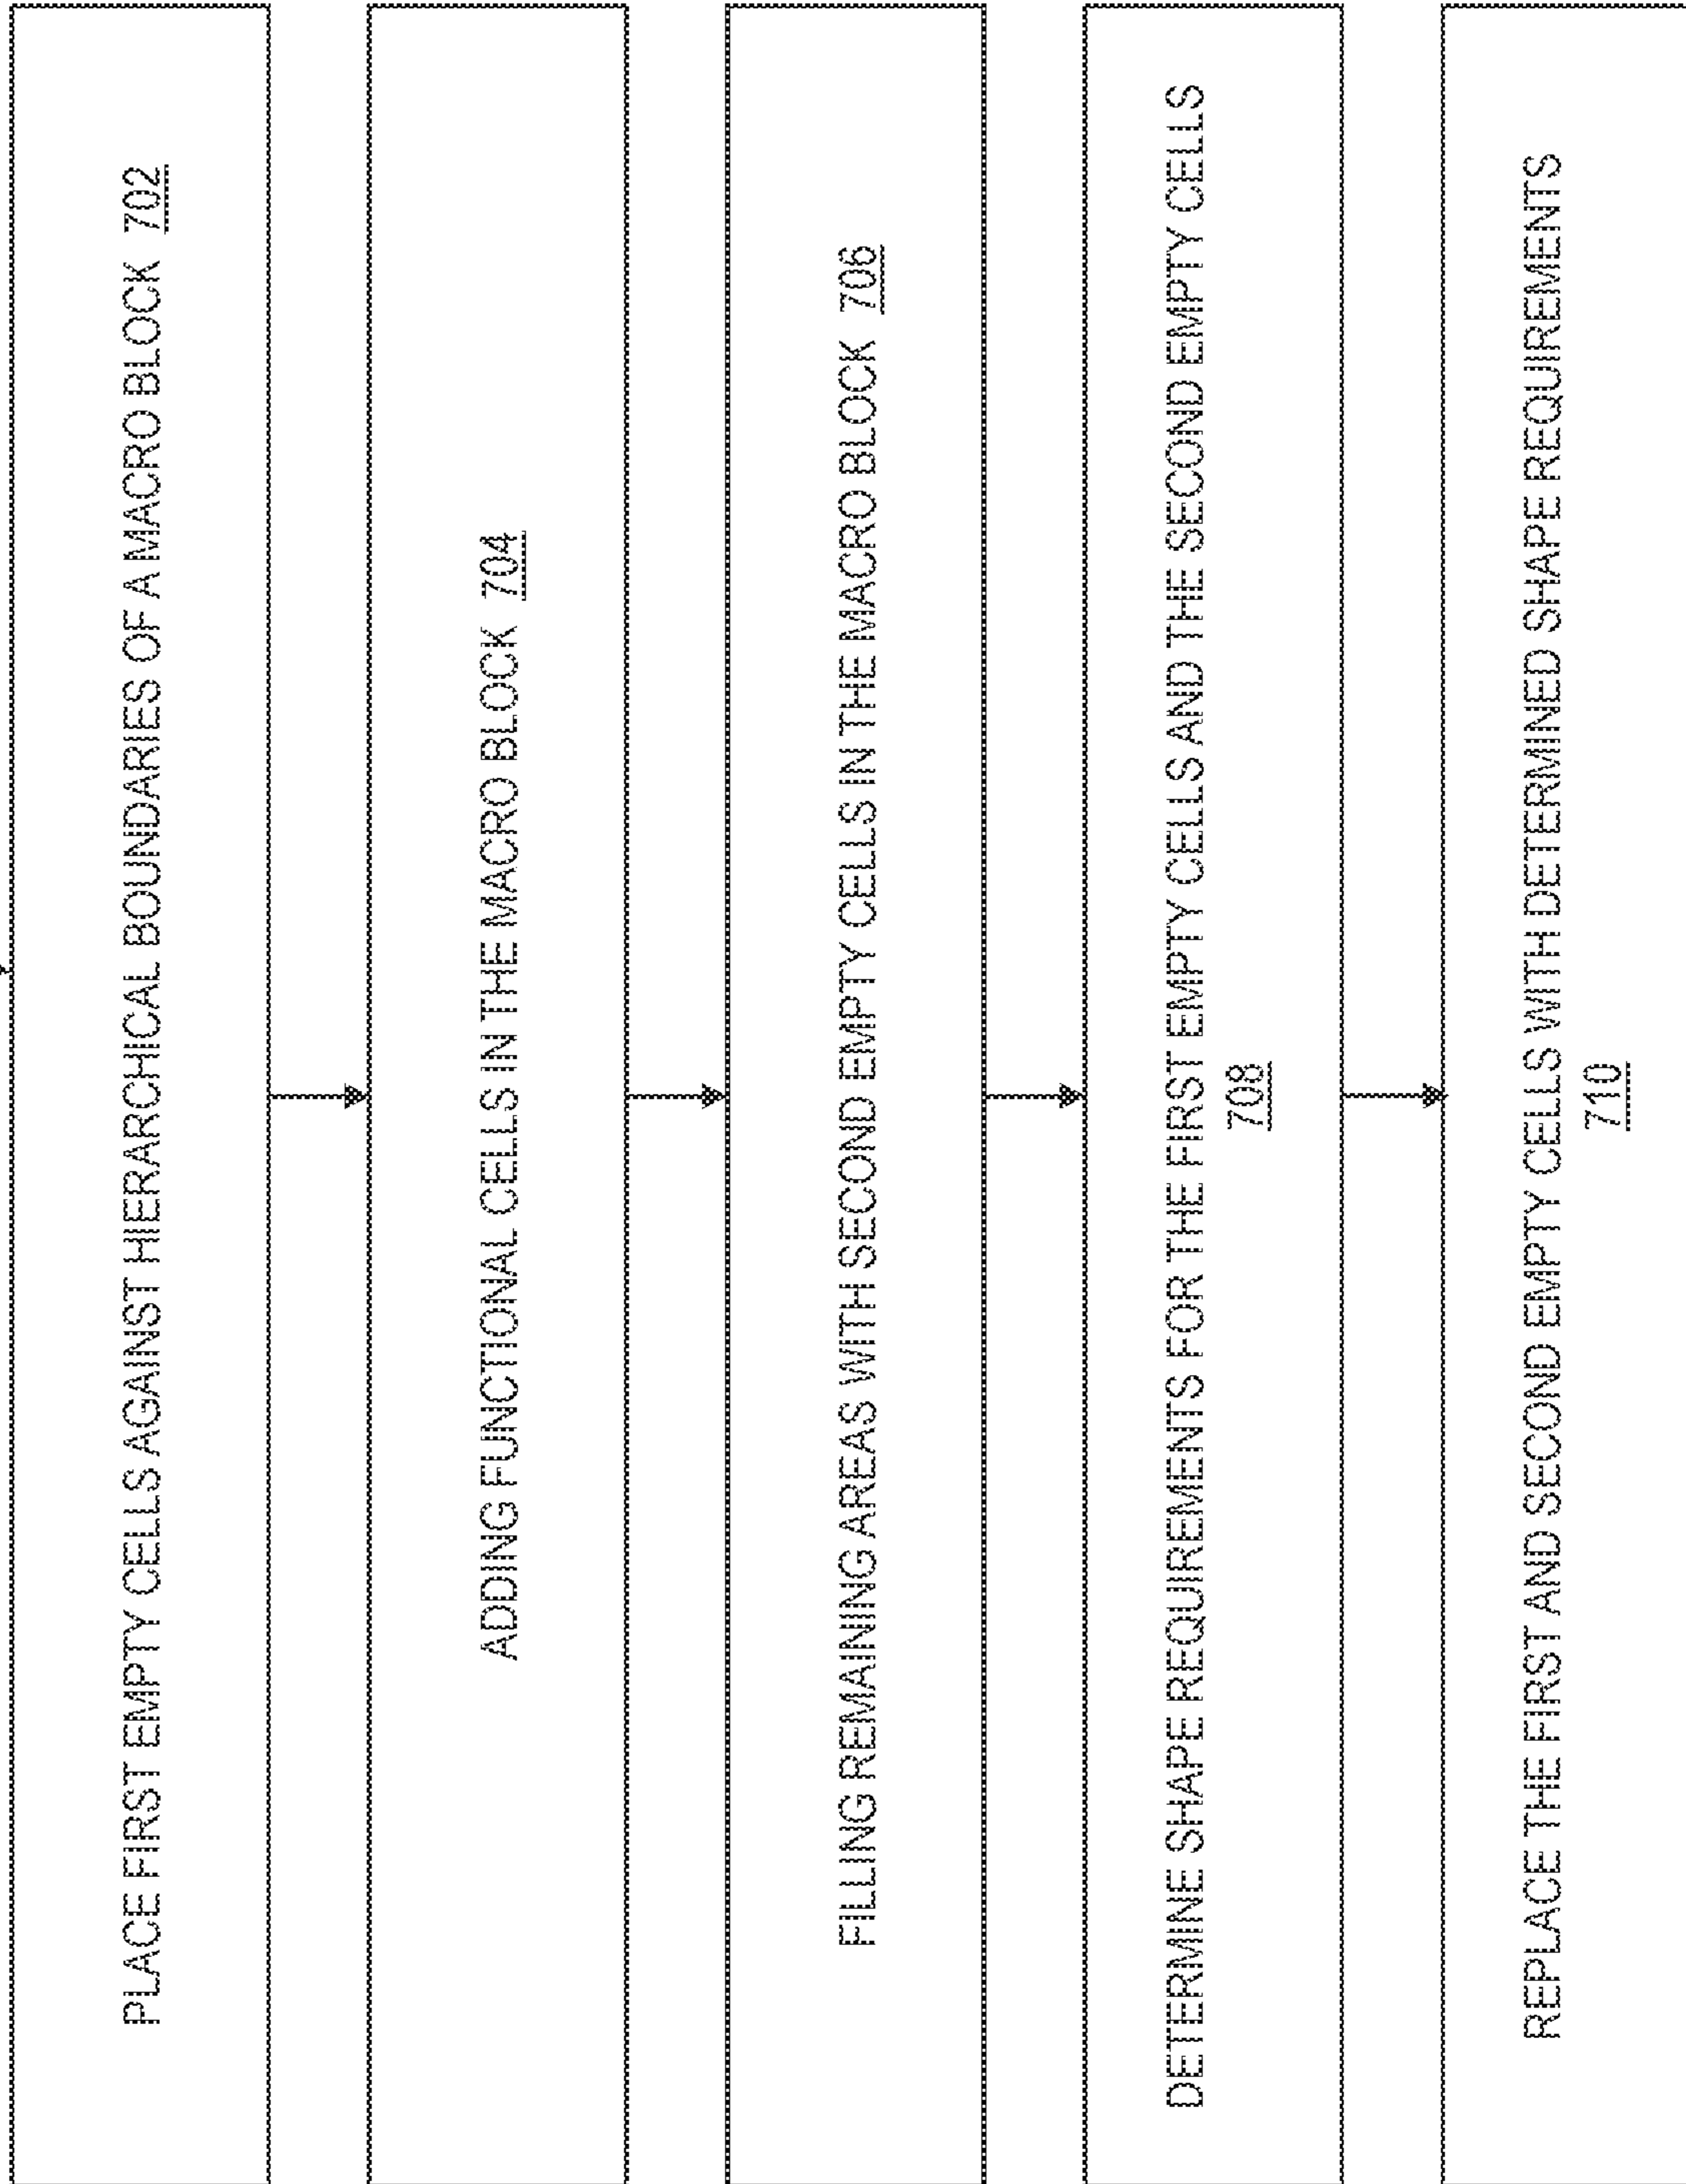 PLACE FIRST EMPTY CELLS AGAINST HIERARCHICAL BOUNDARIES OF A MACRO BLOCK 702
ADDING FUNCTIONAL CELLS IN THE MACRO BLOCK 704
FILLING REMAINING AREAS WITH SECOND EMPTY CELLS IN THE MACRO BLOCK 706
DETERMINE SHAPE REQUIREMENTS FOR THE FIRST EMPTY CELLS AND THE SECOND EMPTY CELLS
708
REPLACE THE FIRST AND SECOND EMPTY CELLS WITH DETERMINED SHAPE REQUIREMENTS
710